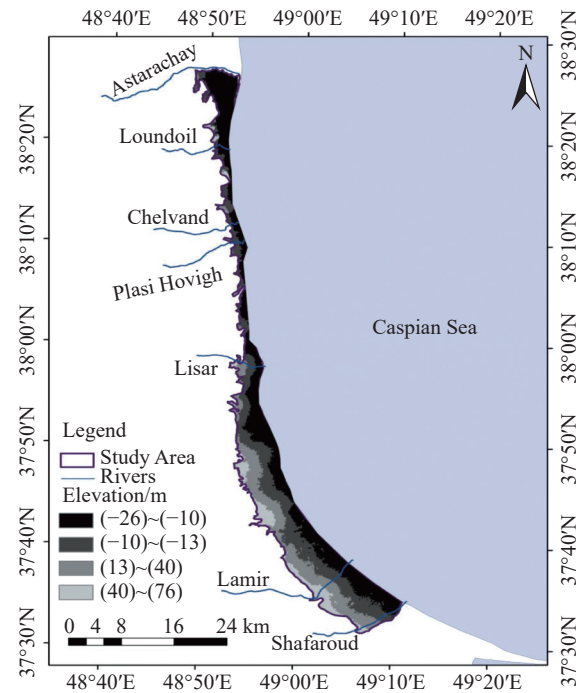 48°40′E 48°50′E 49°00′E 49°10′E 49°20′E
38°30′N
38°20′N
38°10′N
38°00′N
37°50′N
37°40′N
37°30′N
38°20′N
38°10′N
38°00′N
37°50′N
37°40′N
37°30′N
N
Astarachay
Loundoil
Chelvand
Plasi Hovigh
Caspian Sea
Lisar
Legend
Study Area
Rivers
Elevation/m
(−26)~(−10)
(−10)~(−13)
(13)~(40)
(40)~(76)
Lamir
0 4 8 16 24 km
Shafaroud
48°40′E 48°50′E 49°00′E 49°10′E 49°20′E